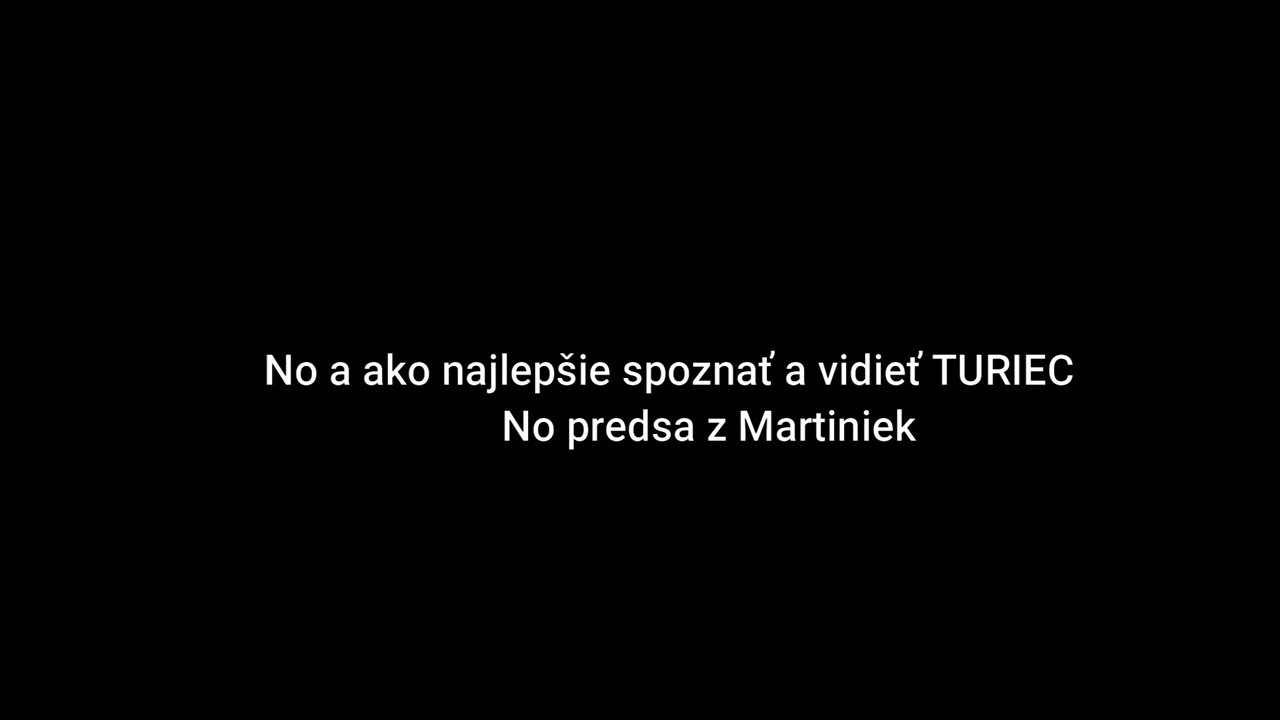 No a ako najlepšie spoznať a vidieť TURIEC
No predsa z Martiniek